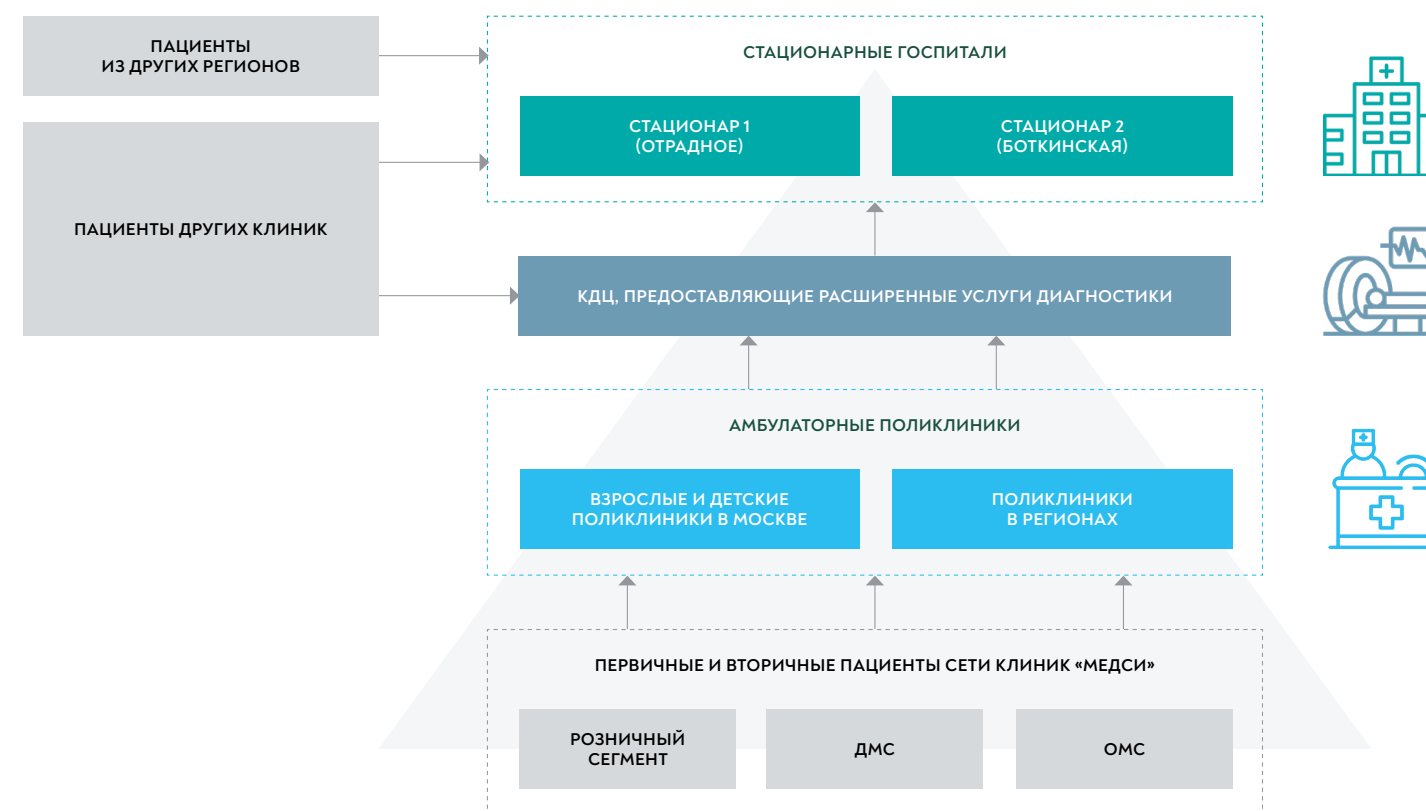 ПАЦИЕНТЫ
ИЗ ДРУГИХ РЕГИОНОВ
ПАЦИЕНТЫ ДРУГИХ КЛИНИК
СТАЦИОНАРНЫЕ ГОСПИТАЛИ
СТАЦИОНАР 1
(ОТРАДНОЕ)
СТАЦИОНАР 2
(БОТКИНСКАЯ)
КДЦ, ПРЕДОСТАВЛЯЮЩИЕ РАСШИРЕННЫЕ УСЛУГИ ДИАГНОСТИКИ
АМБУЛАТОРНЫЕ ПОЛИКЛИНИКИ
ВЗРОСЛЫЕ И ДЕТСКИЕ
ПОЛИКЛИНИКИ В МОСКВЕ
ПОЛИКЛИНИКИ
В РЕГИОНАХ
ПЕРВИЧНЫЕ И ВТОРИЧНЫЕ ПАЦИЕНТЫ СЕТИ КЛИНИК «МЕДСИ»
РОЗНИЧНЫЙ
СЕГМЕНТ
ДМС
ОМС